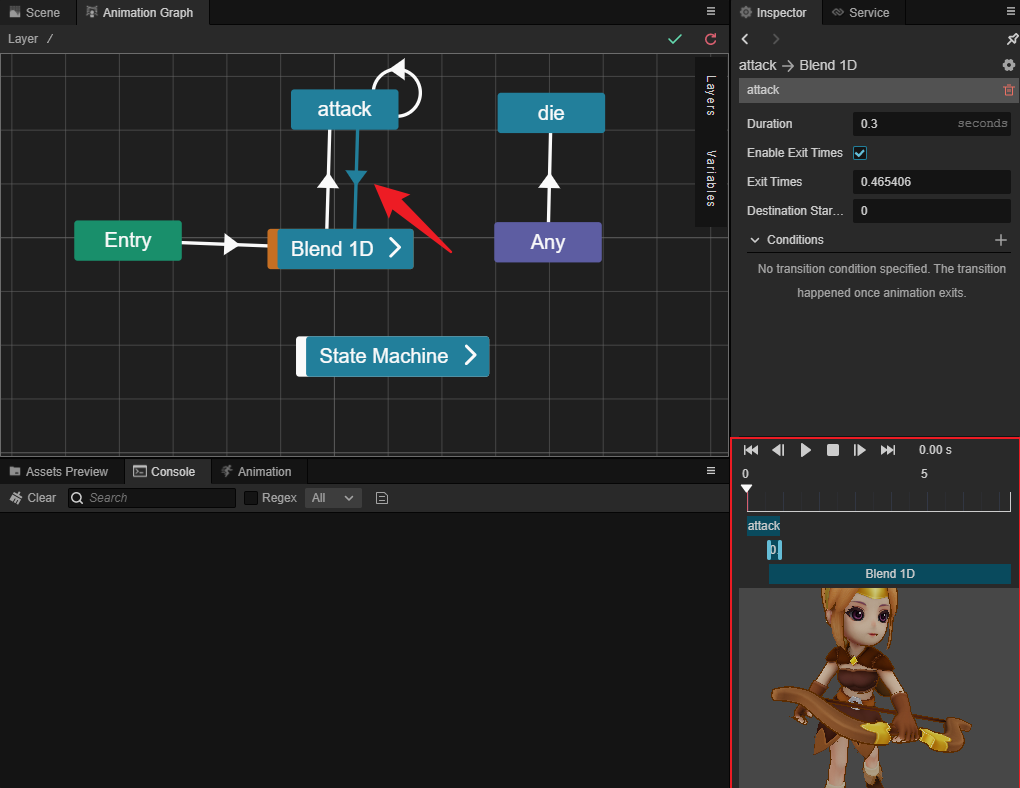 Scene
Animation Graph
Layer /
attack
die
Entry
Blend 1D
Any
State Machine
Layers
Variables
Inspector
Service
attack → Blend 1D
attack
Duration 0.3 seconds
Enable Exit Times
Exit Times 0.465406
Destination Star... 0
Conditions
No transition condition specified. The transition
happened once animation exits.
0.00 s
0 5
attack
0
Blend 1D
Assets Preview
Console
Animation
Clear
Search
Regex
All